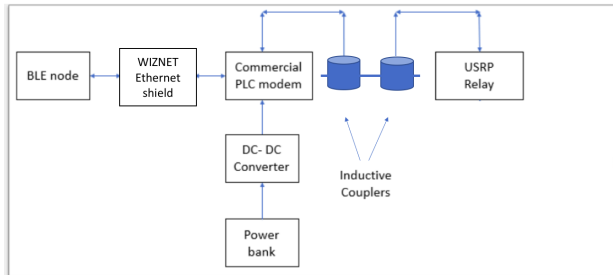 BLE node
WIZNET
Ethernet
shield
Commercial
PLC modem
USRP
Relay
DC- DC
Converter
Inductive
Couplers
Power
bank